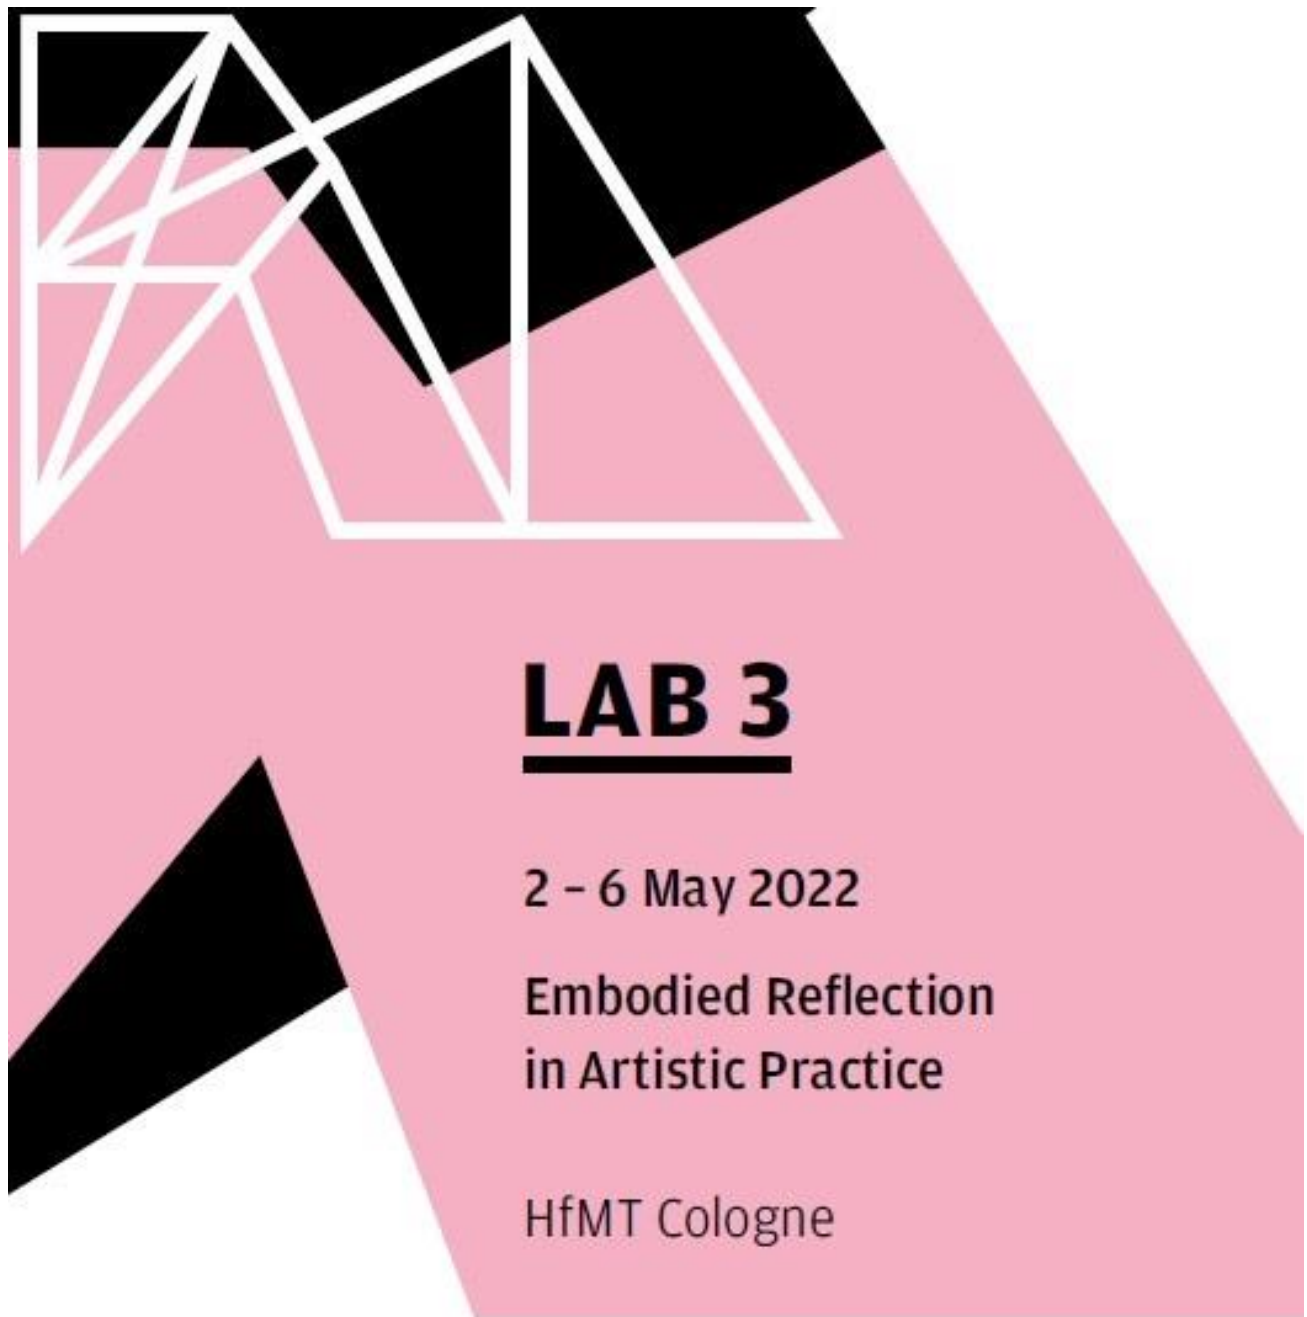 LAB 3
2 – 6 May 2022
Embodied Reflection
in Artistic Practice
HfMT Cologne